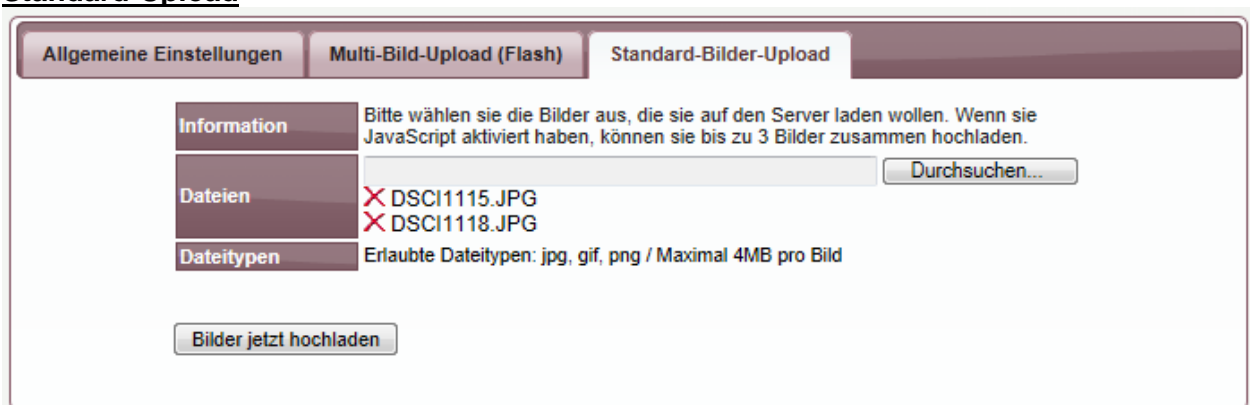 Standard-Upload
Allgemeine Einstellungen Multi-Bild-Upload (Flash) Standard-Bilder-Upload
Information Bitte wählen sie die Bilder aus, die sie auf den Server laden wollen. Wenn sie
JavaScript aktiviert haben, können sie bis zu 3 Bilder zusammen hochladen.
Durchsuchen...
Dateien
DSCI1115.JPG
DSCI1118.JPG
Dateitypen Erlaubte Dateitypen: jpg, gif, png / Maximal 4MB pro Bild
Bilder jetzt hochladen